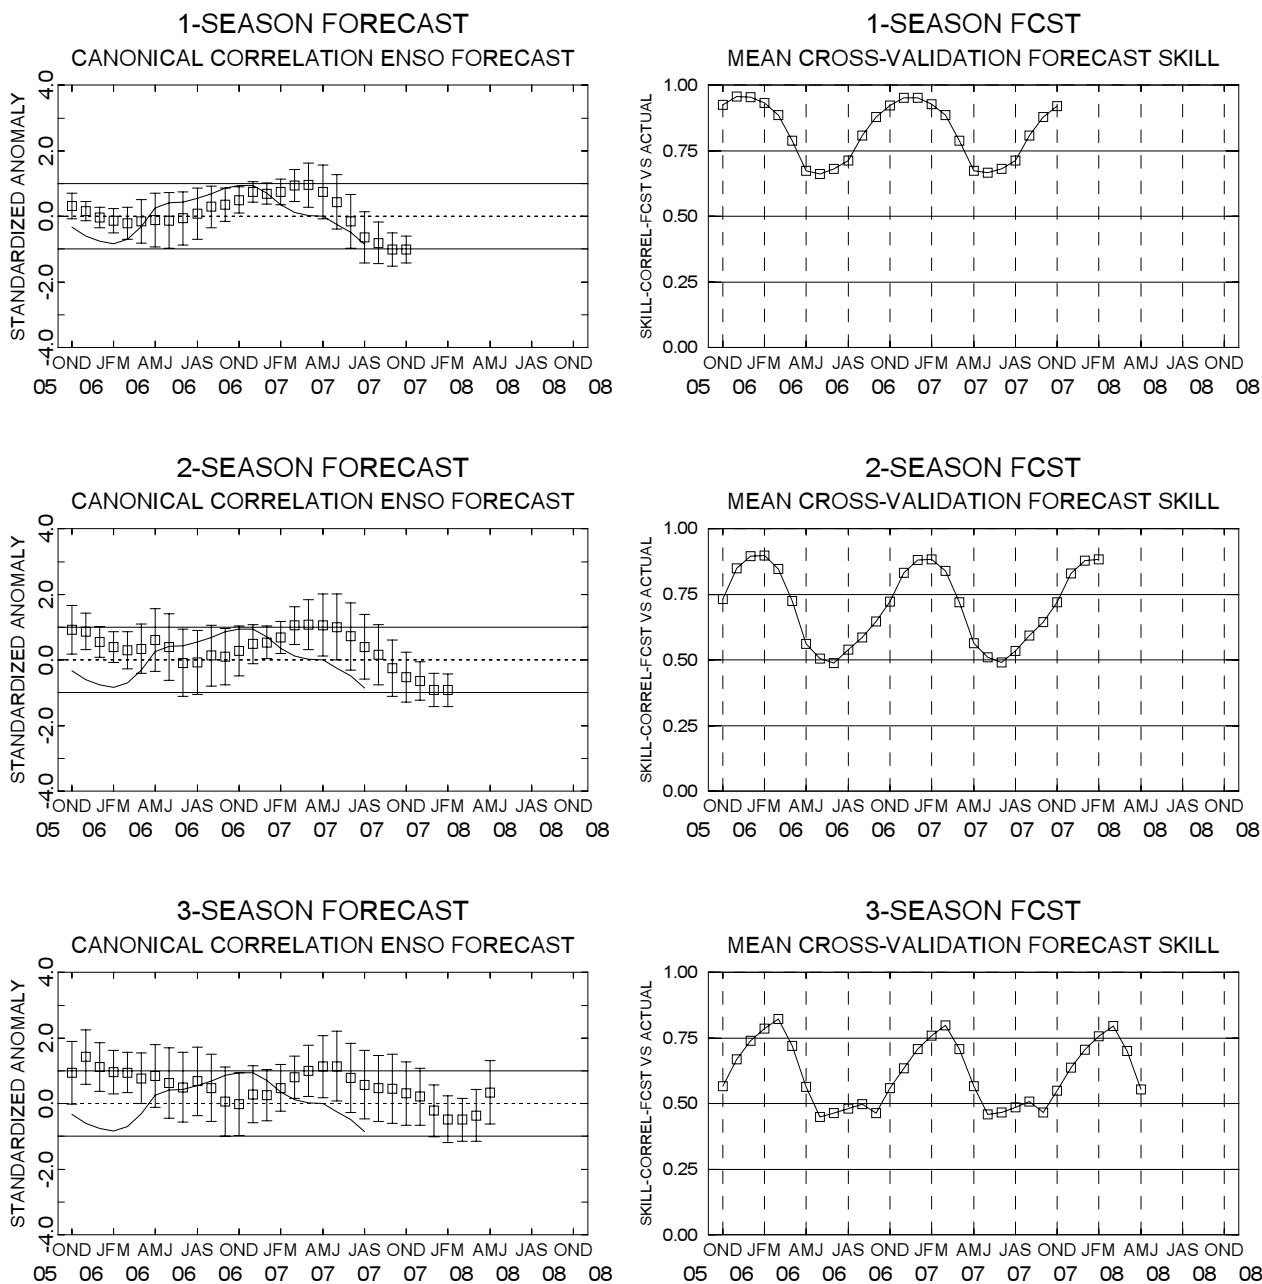 1-SEASON FORECAST
CANONICAL CORRELATION ENSO FORECAST
STANDARDIZED ANOMALY
4.0
2.0
0.0
-2.0
-4.0
OND JFM AMJ JAS OND JFM AMJ JAS OND JFM AMJ JAS OND
05 06 06 06 06 07 07 07 07 08 08 08 08
1-SEASON FCST
MEAN CROSS-VALIDATION FORECAST SKILL
SKILL-CORREL-FCST VS ACTUAL
1.00
0.75
0.50
0.25
0.00
OND JFM AMJ JAS OND JFM AMJ JAS OND JFM AMJ JAS OND
05 06 06 06 06 07 07 07 07 08 08 08 08
2-SEASON FORECAST
CANONICAL CORRELATION ENSO FORECAST
STANDARDIZED ANOMALY
4.0
2.0
0.0
-2.0
-4.0
OND JFM AMJ JAS OND JFM AMJ JAS OND JFM AMJ JAS OND
05 06 06 06 06 07 07 07 07 08 08 08 08
2-SEASON FCST
MEAN CROSS-VALIDATION FORECAST SKILL
SKILL-CORREL-FCST VS ACTUAL
1.00
0.75
0.50
0.25
0.00
OND JFM AMJ JAS OND JFM AMJ JAS OND JFM AMJ JAS OND
05 06 06 06 06 07 07 07 07 08 08 08 08
3-SEASON FORECAST
CANONICAL CORRELATION ENSO FORECAST
STANDARDIZED ANOMALY
4.0
2.0
0.0
-2.0
-4.0
OND JFM AMJ JAS OND JFM AMJ JAS OND JFM AMJ JAS OND
05 06 06 06 06 07 07 07 07 08 08 08 08
3-SEASON FCST
MEAN CROSS-VALIDATION FORECAST SKILL
SKILL-CORREL-FCST VS ACTUAL
1.00
0.75
0.50
0.25
0.00
OND JFM AMJ JAS OND JFM AMJ JAS OND JFM AMJ JAS OND
05 06 06 06 06 07 07 07 07 08 08 08 08